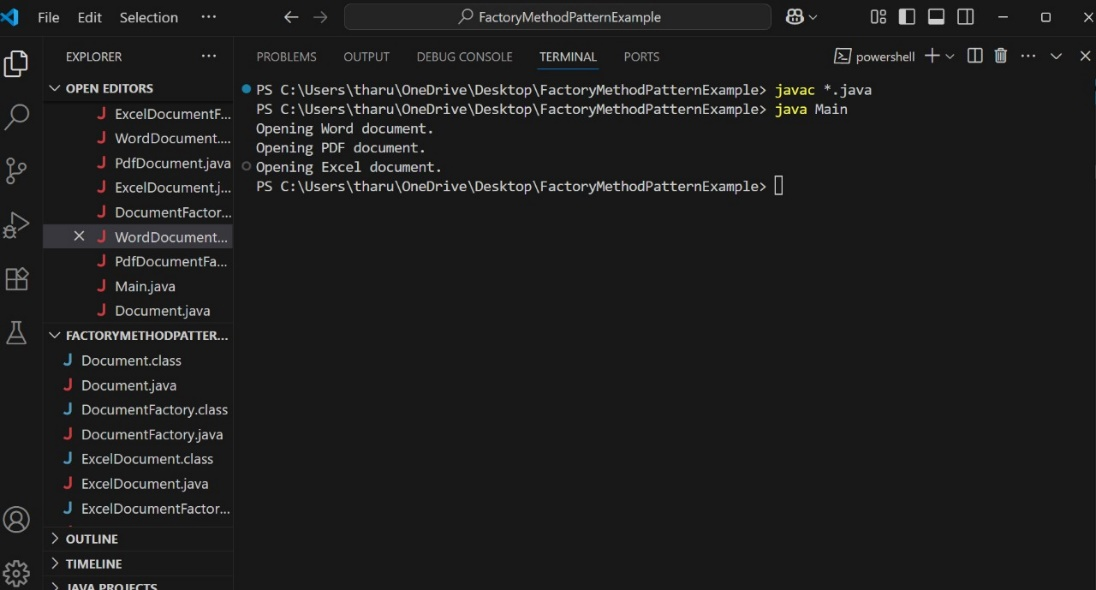 File Edit Selection ··· FactoryMethodPatternExample
EXPLORER ···
OPEN EDITORS
ExcelDocumentF...
WordDocument....
PdfDocument.java
ExcelDocument.j...
DocumentFactor...
WordDocument...
PdfDocumentFa...
Main.java
Document.java
FACTORYMETHODPATTER...
Document.class
Document.java
DocumentFactory.class
DocumentFactory.java
ExcelDocument.class
ExcelDocument.java
ExcelDocumentFactor...
OUTLINE
TIMELINE
JAVA PROJECTS
PROBLEMS OUTPUT DEBUG CONSOLE TERMINAL PORTS powershell ···
PS C:\Users\tharu\OneDrive\Desktop\FactoryMethodPatternExample> javac *.java
PS C:\Users\tharu\OneDrive\Desktop\FactoryMethodPatternExample> java Main
Opening Word document.
Opening PDF document.
Opening Excel document.
PS C:\Users\tharu\OneDrive\Desktop\FactoryMethodPatternExample>